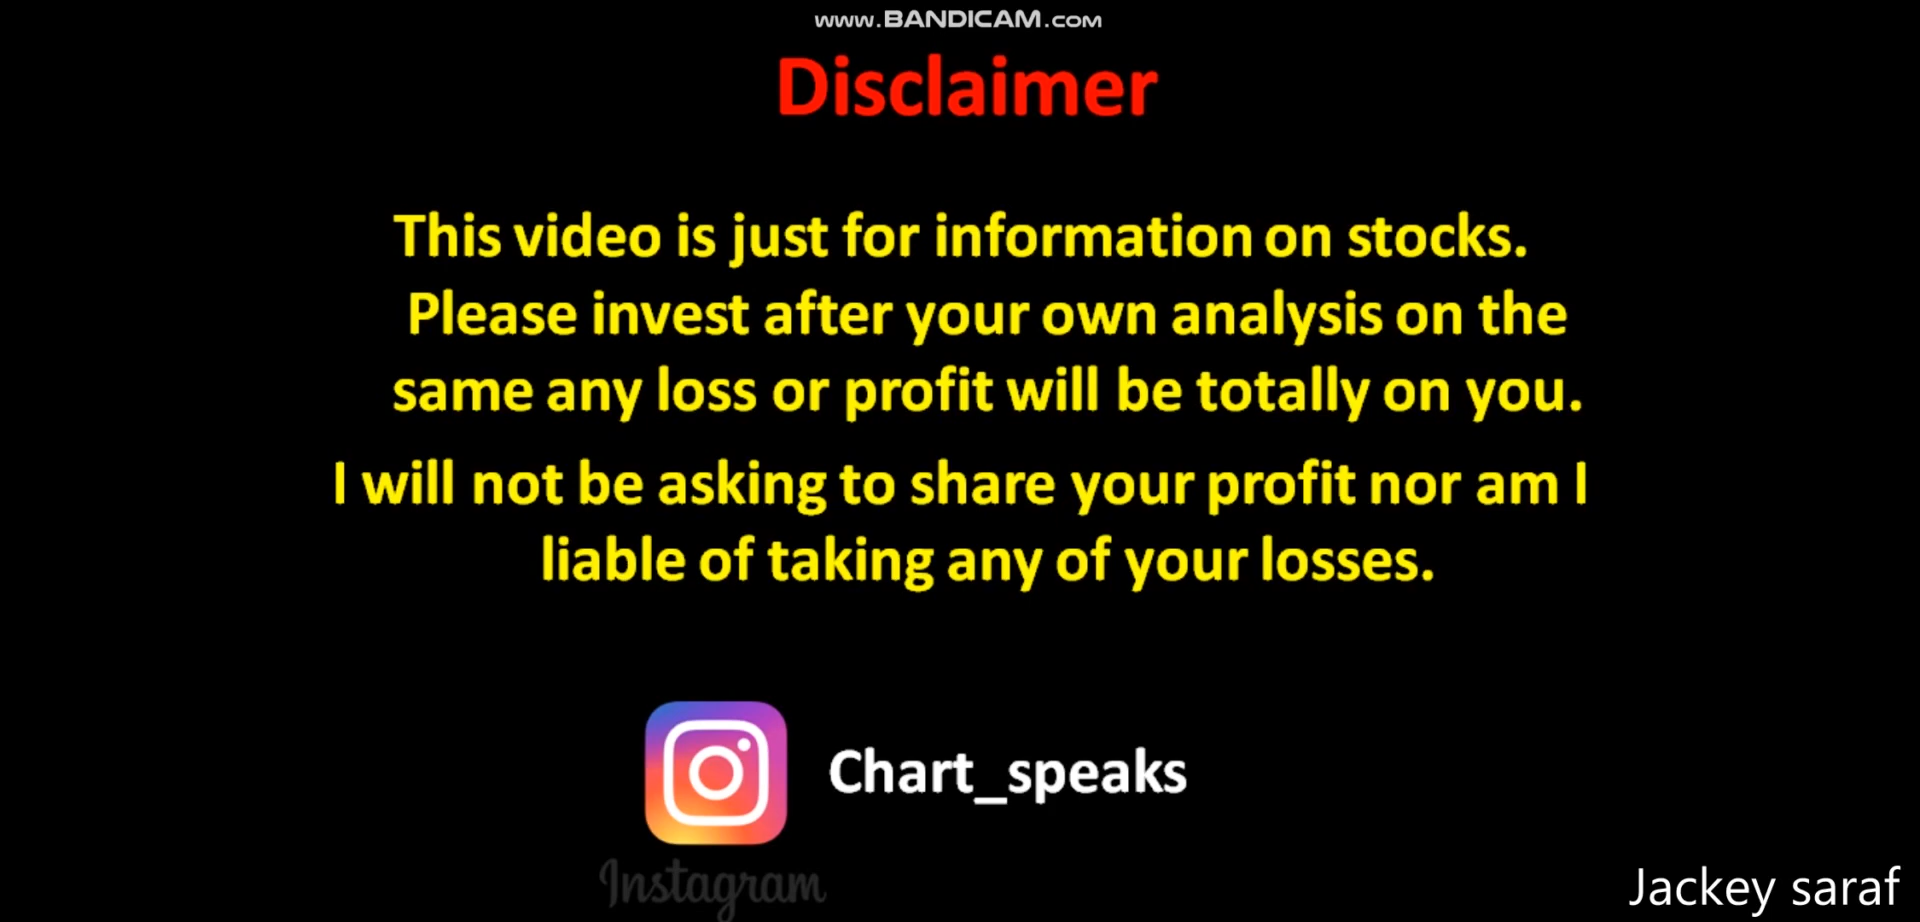 www.BANDICAM.com
Disclaimer
This video is just for information on stocks.
Please invest after your own analysis on the
same any loss or profit will be totally on you.
I will not be asking to share your profit nor am I
liable of taking any of your losses.
Chart_speaks
Instagram
Jackey saraf